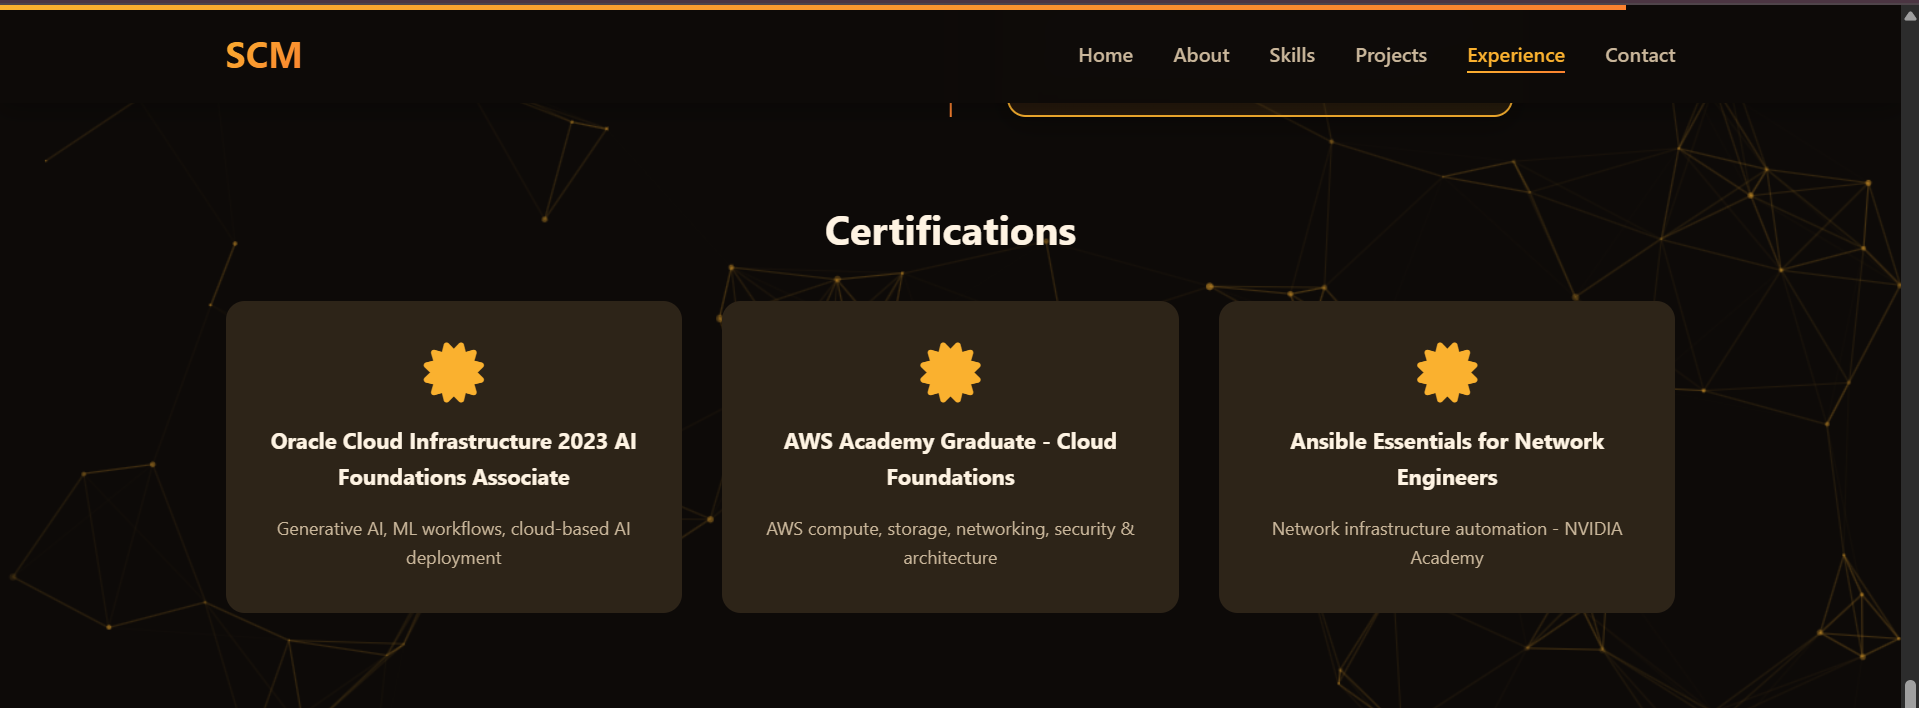 SCM
Home About Skills Projects Experience Contact
Certifications
Oracle Cloud Infrastructure 2023 AI
Foundations Associate
Generative AI, ML workflows, cloud-based AI
deployment
AWS Academy Graduate - Cloud
Foundations
AWS compute, storage, networking, security &
architecture
Ansible Essentials for Network
Engineers
Network infrastructure automation - NVIDIA
Academy